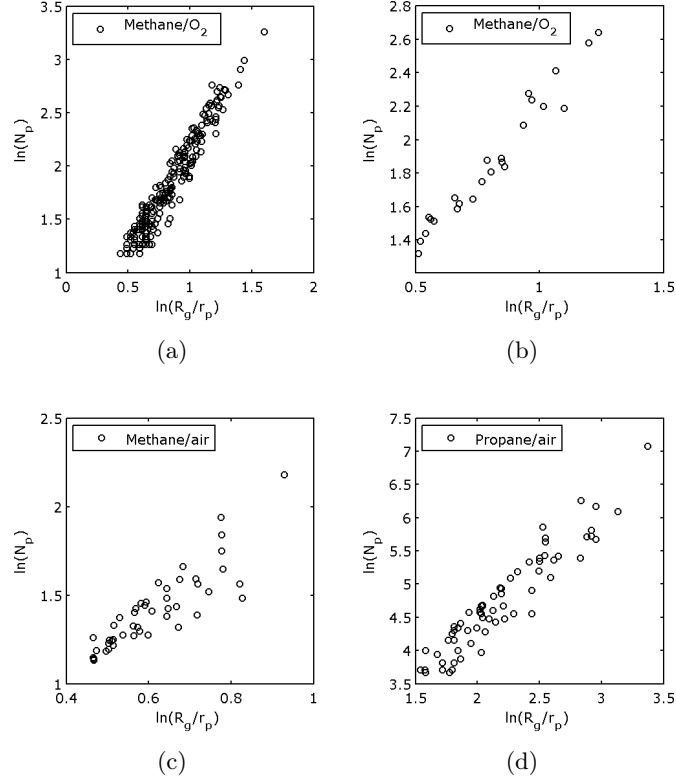 Methane/O₂
3.5
3
2.5
2
1.5
1
ln(Nₚ)
0
0.5
1
1.5
2
ln(R_g/rₚ)
(a)
Methane/O₂
2.8
2.6
2.4
2.2
2
1.8
1.6
1.4
ln(Nₚ)
0.5
1
1.5
ln(R_g/rₚ)
(b)
Methane/air
2.5
2
1.5
1
ln(Nₚ)
0.4
0.6
0.8
1
ln(R_g/rₚ)
(c)
Propane/air
7.5
7
6.5
6
5.5
5
4.5
4
3.5
ln(Nₚ)
1.5
2
2.5
3
3.5
ln(R_g/rₚ)
(d)